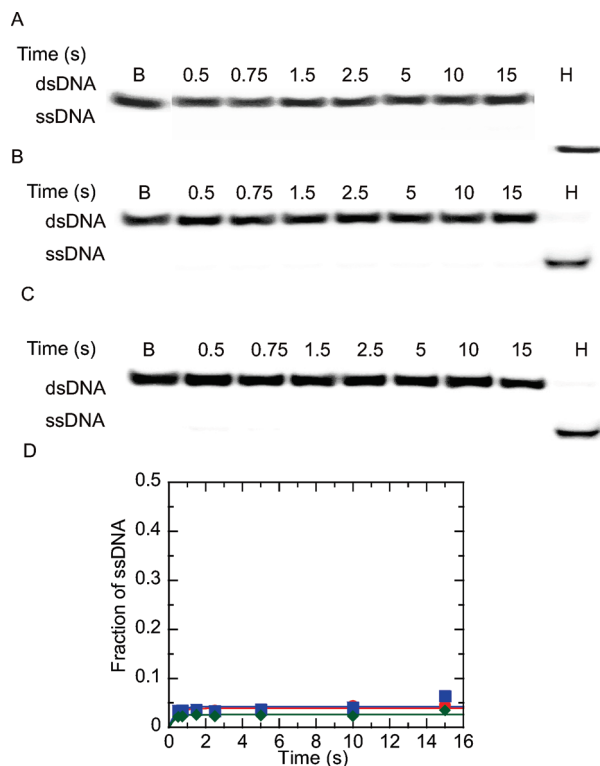 A
Time (s)
B 0.5 0.75 1.5 2.5 5 10 15 H
dsDNA
ssDNA
B
Time (s) B 0.5 0.75 1.5 2.5 5 10 15 H
dsDNA
ssDNA
C
Time (s) B 0.5 0.75 1.5 2.5 5 10 15 H
dsDNA
ssDNA
D
0.5
0.4
0.3
0.2
0.1
0
Fraction of ssDNA
0 2 4 6 8 10 12 14 16
Time (s)